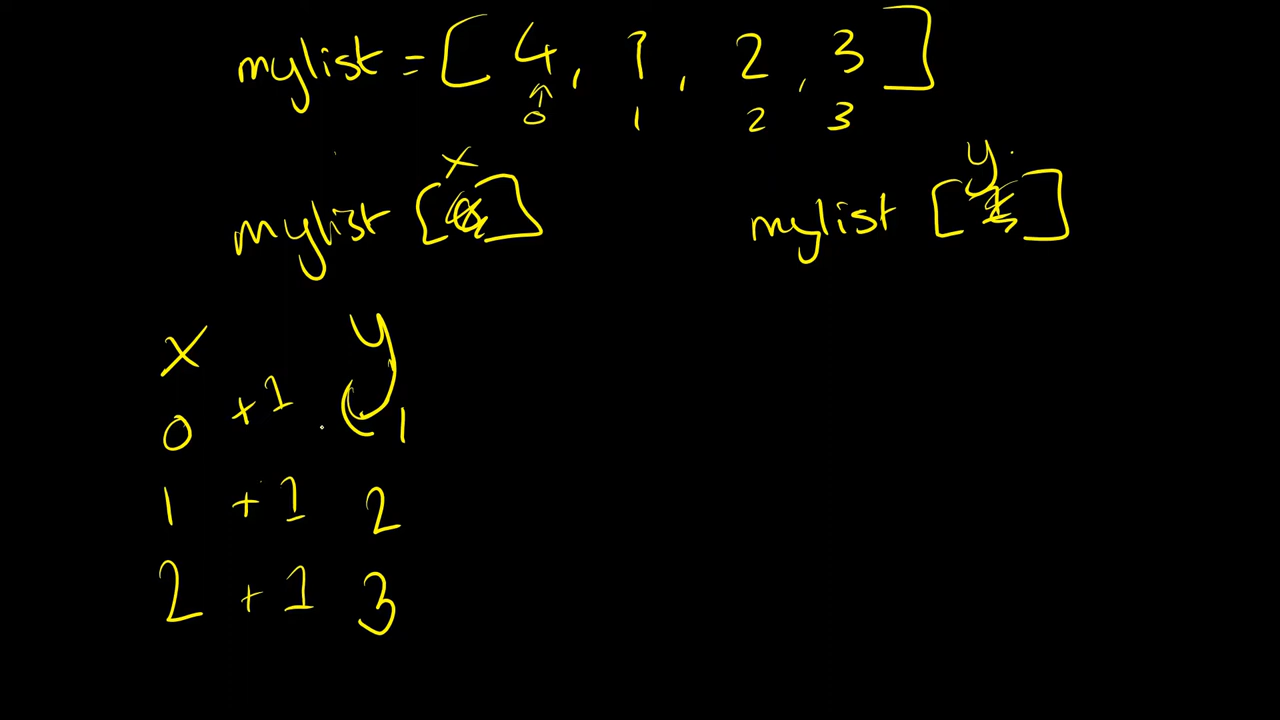 mylist = [ 4, 1, 2, 3 ]
↑
0 1 2 3
x y
mylist [ ] mylist [ ]
x y
0 +1 1
1 +1 2
2 +1 3